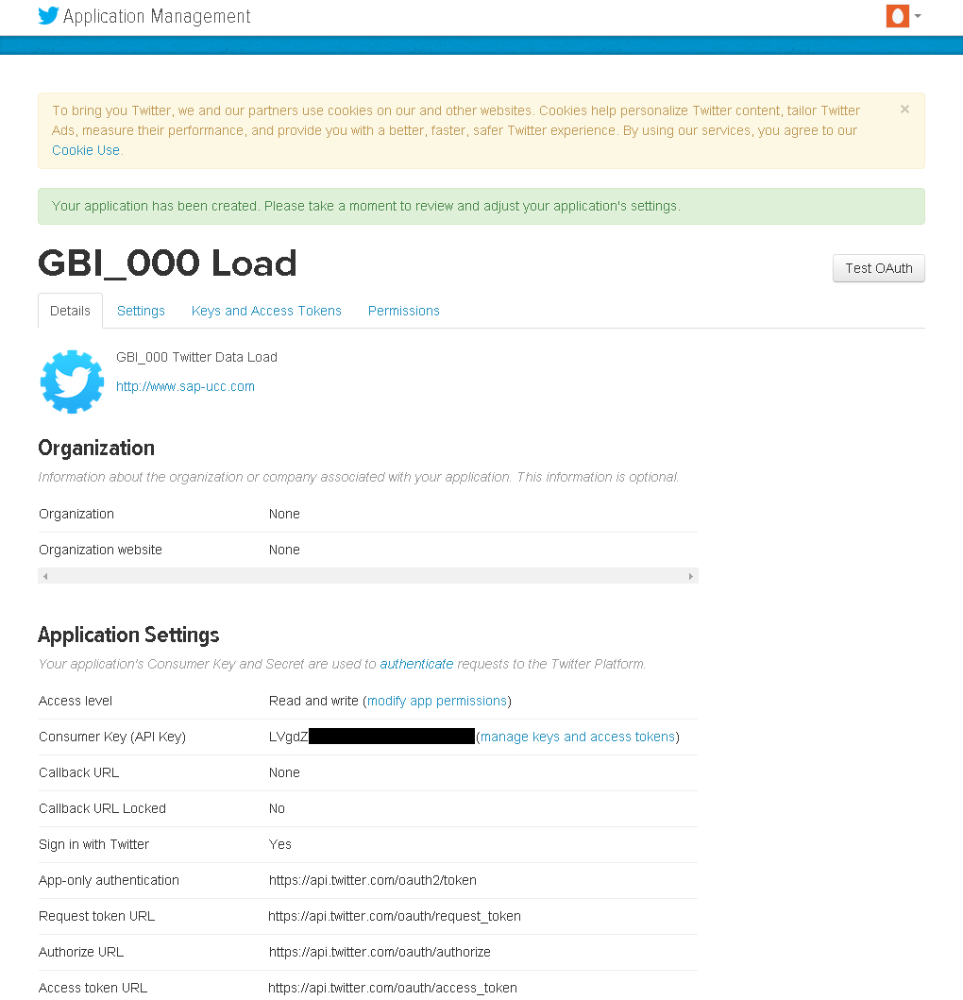 Application Management
To bring you Twitter, we and our partners use cookies on our and other websites. Cookies help personalize Twitter content, tailor Twitter
Ads, measure their performance, and provide you with a better, faster, safer Twitter experience. By using our services, you agree to our
Cookie Use.
×
Your application has been created. Please take a moment to review and adjust your application's settings.
GBI_000 Load
Test OAuth
Details Settings Keys and Access Tokens Permissions
GBI_000 Twitter Data Load
http://www.sap-ucc.com
Organization
Information about the organization or company associated with your application. This information is optional.
Organization None
Organization website None
Application Settings
Your application's Consumer Key and Secret are used to authenticate requests to the Twitter Platform.
Access level Read and write (modify app permissions)
Consumer Key (API Key) LVgdZ (manage keys and access tokens)
Callback URL None
Callback URL Locked No
Sign in with Twitter Yes
App-only authentication https://api.twitter.com/oauth2/token
Request token URL https://api.twitter.com/oauth/request_token
Authorize URL https://api.twitter.com/oauth/authorize
Access token URL https://api.twitter.com/oauth/access_token